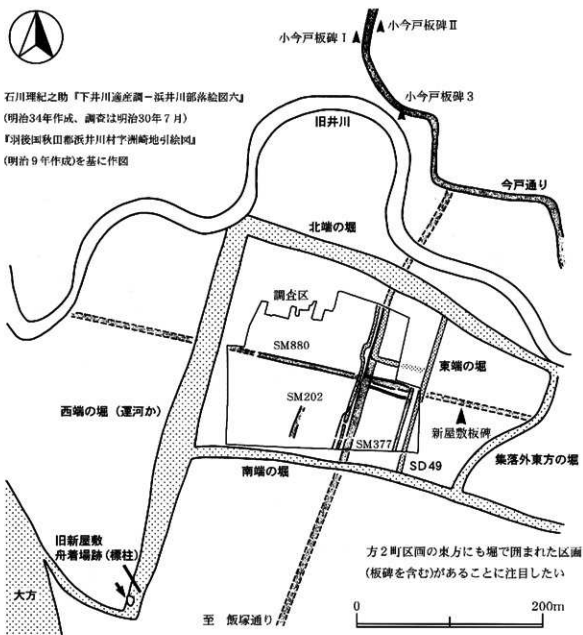 小今戸板碑Ⅰ
小今戸板碑Ⅱ
石川理紀之助『下井川適産調－浜井川部落絵図六』
(明治34年作成、調査は明治30年7月)
『羽後国秋田郡浜井川村字洲崎地引絵図』
(明治9年作成)を基に作図
小今戸板碑3
旧井川
今戸通り
北端の堀
調査区
SM880
東端の堀
SM202
西端の堀（運河か）
新屋敷板碑
SM377
集落外東方の堀
SD49
南端の堀
旧新屋敷
舟着場跡(標柱)
大方
方2町区画の東方にも堀で囲まれた区画
(板碑を含む)があることに注目したい
至 飯塚通り
0 200m